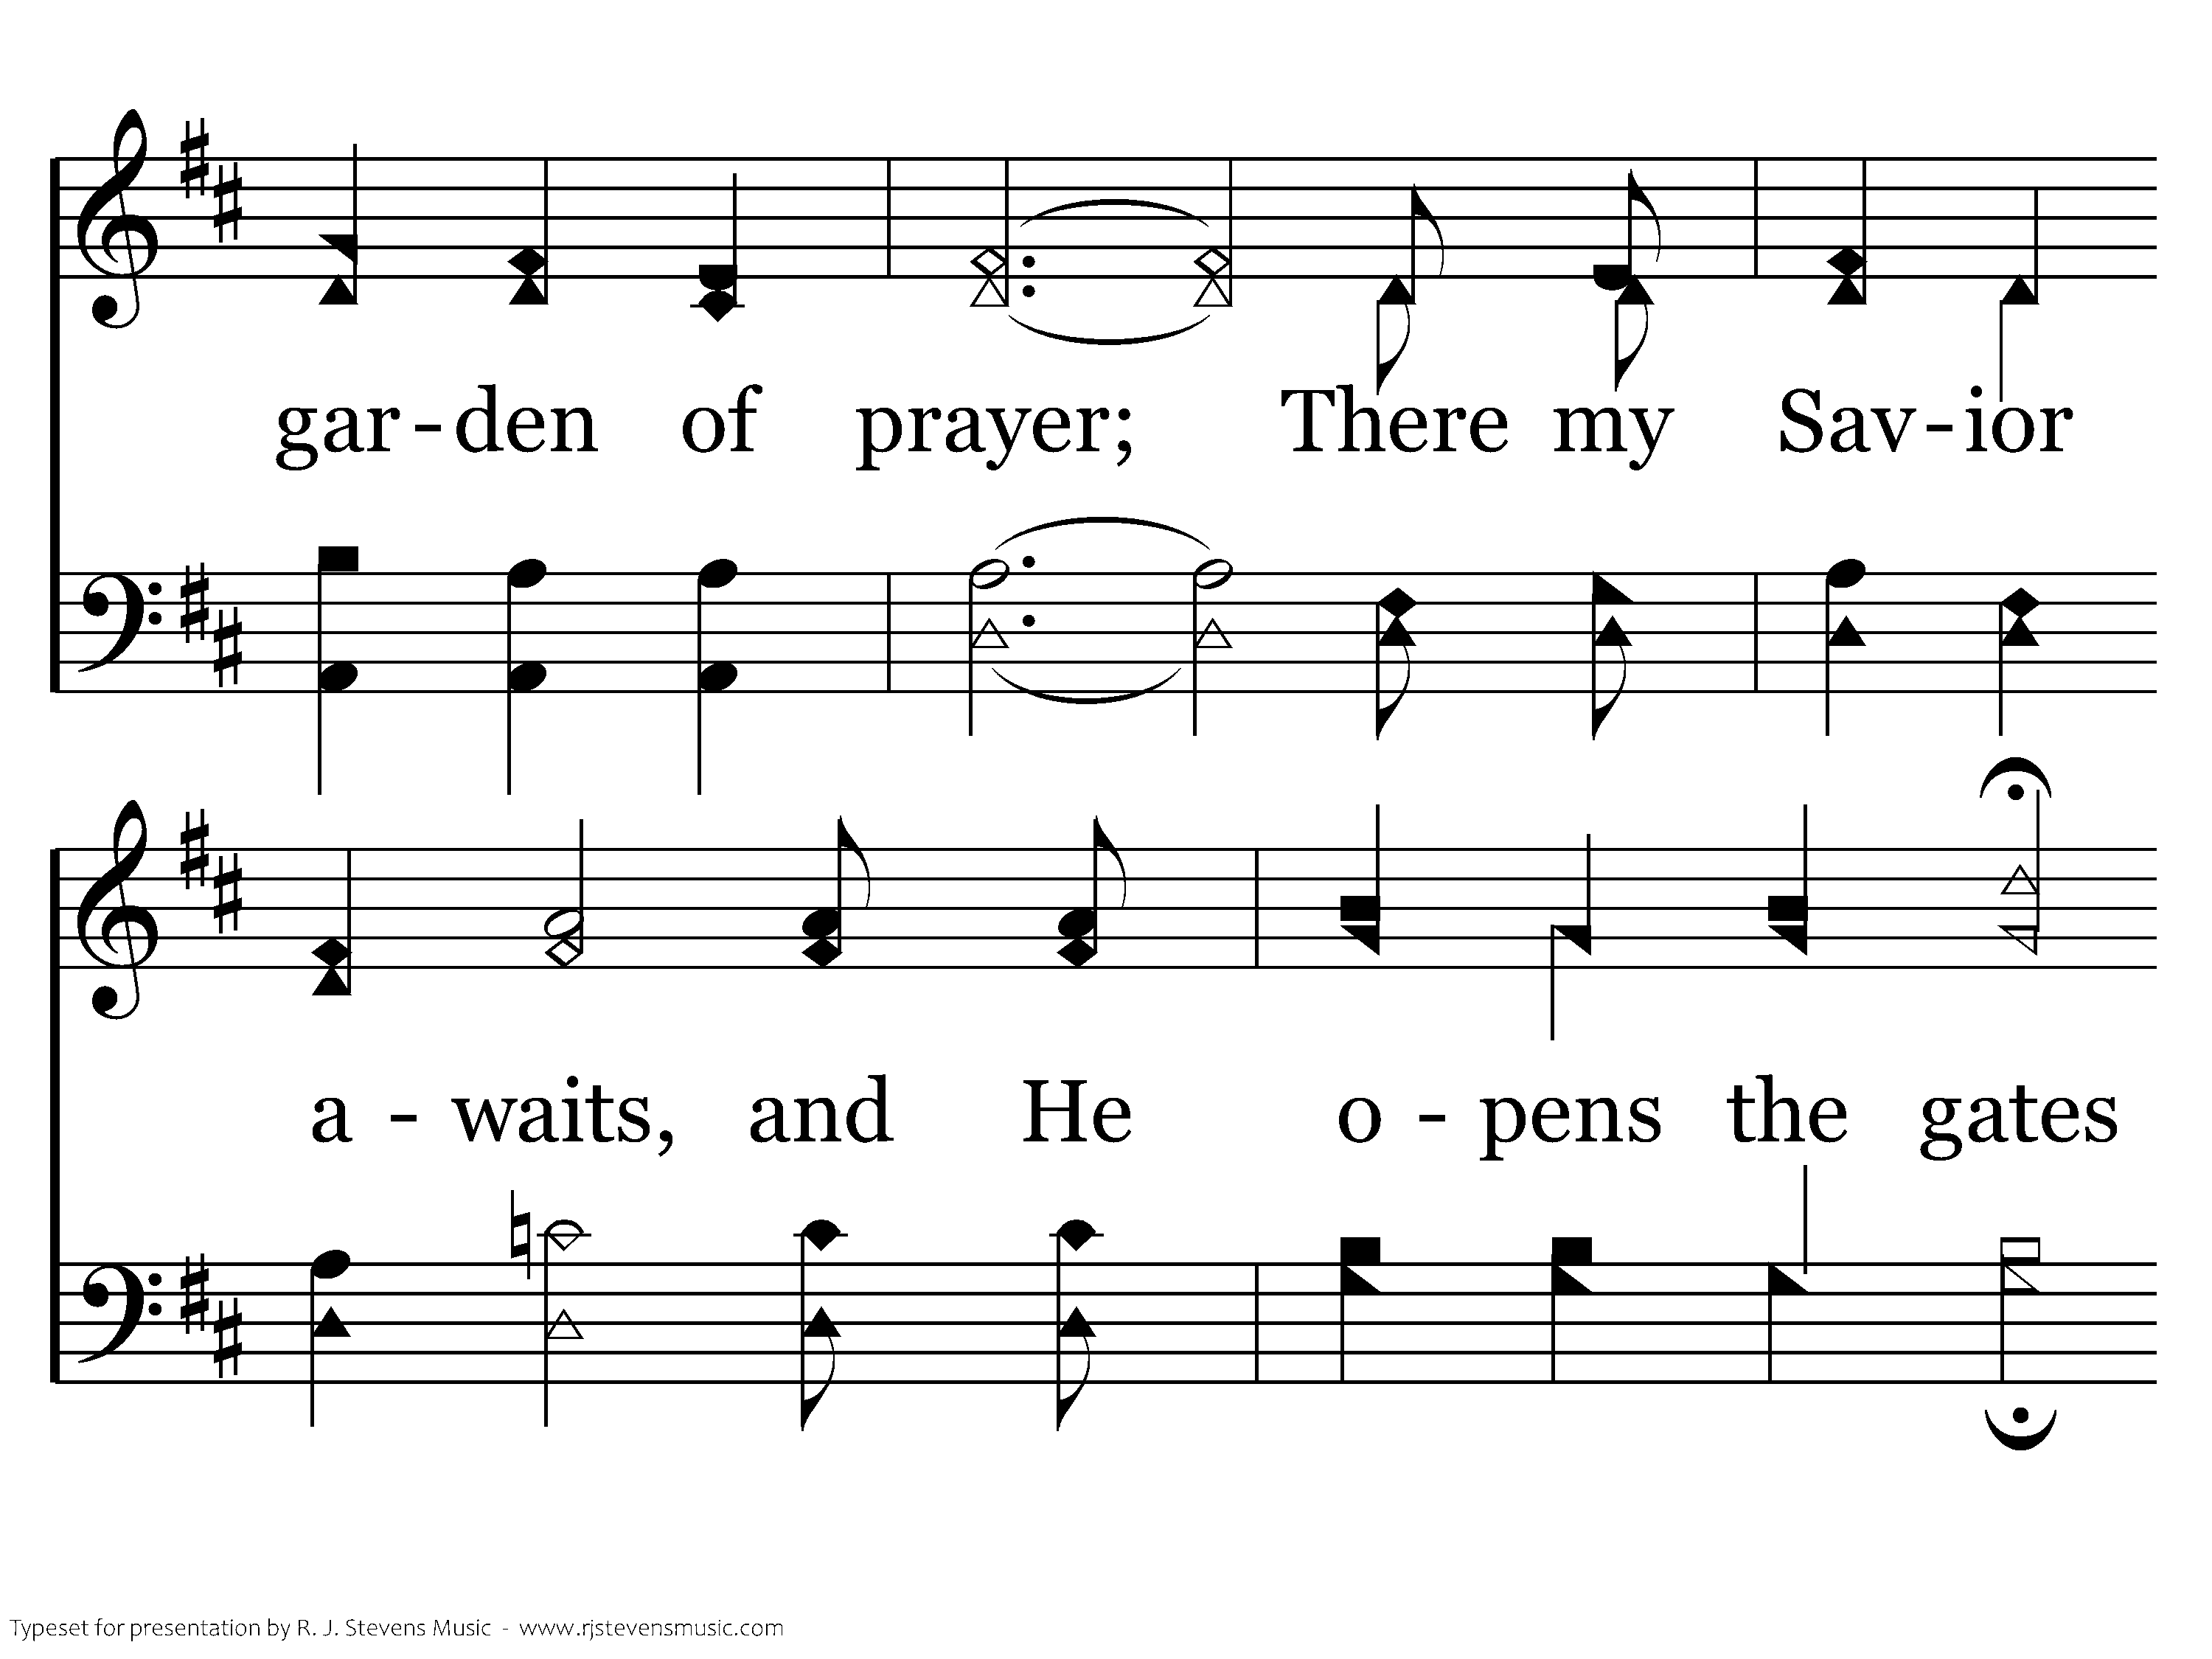 gar - den of prayer; There my Sav - ior
a - waits, and He o - pens the gates
Typeset for presentation by R. J. Stevens Music - www.rjstevensmusic.com